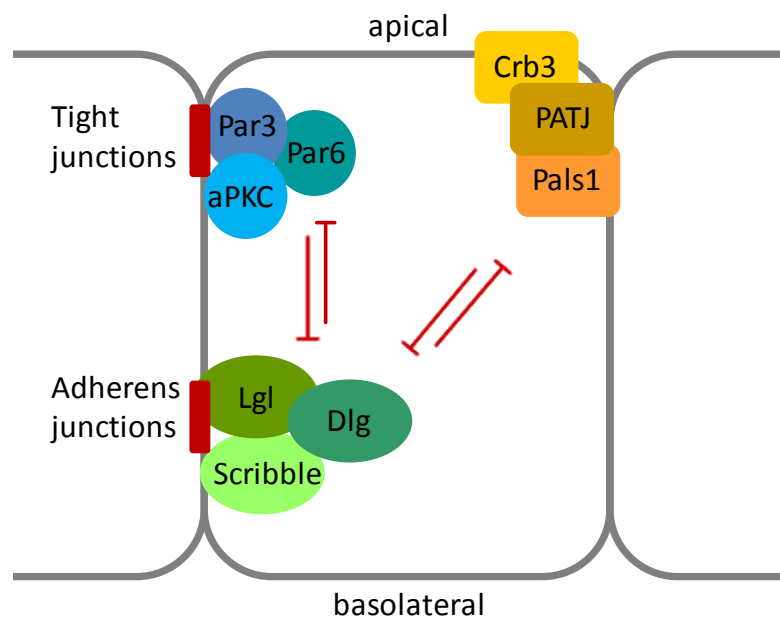 apical
Crb3
Tight
junctions
Par3
PATJ
Par6
aPKC
Pals1
Adherens
junctions
Lgl
Dlg
Scribble
basolateral